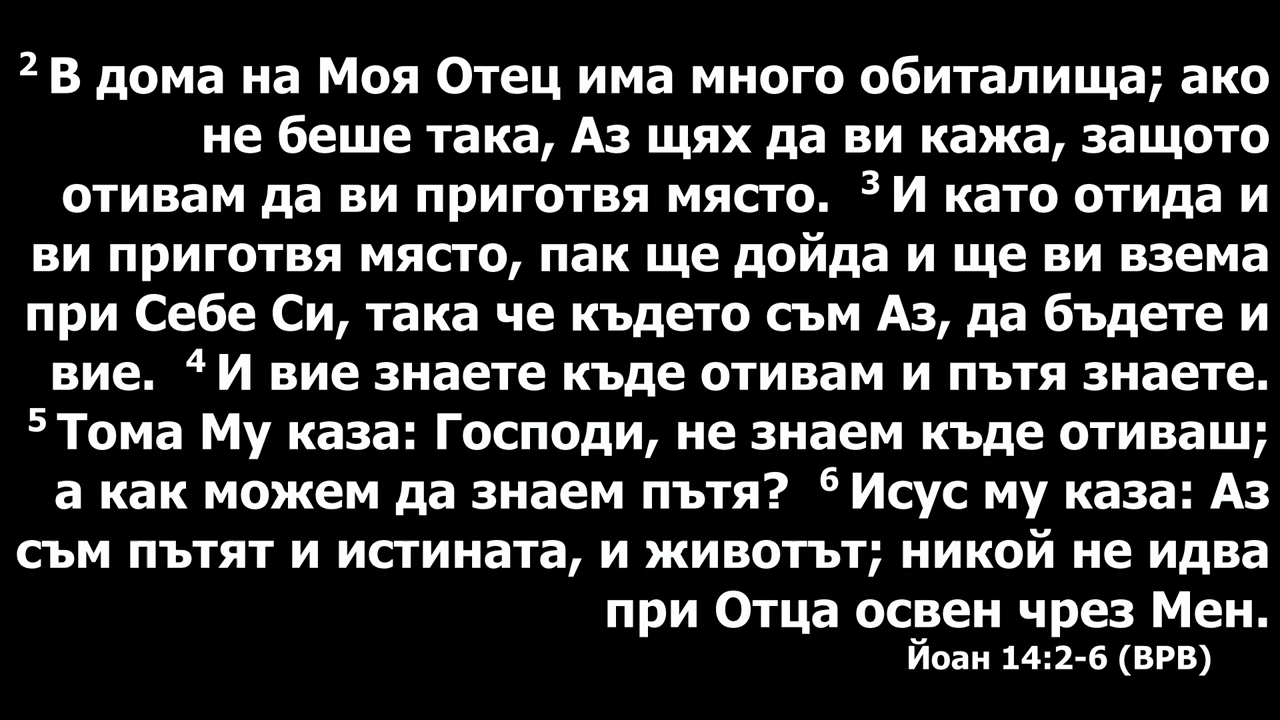 2 В дома на Моя Отец има много обиталища; ако
не беше така, Аз щях да ви кажа, защото
отивам да ви приготвя място. 3 И като отида и
ви приготвя място, пак ще дойда и ще ви взема
при Себе Си, така че където съм Аз, да бъдете и
вие. 4 И вие знаете къде отивам и пътя знаете.
5 Тома Му каза: Господи, не знаем къде отиваш;
а как можем да знаем пътя? 6 Исус му каза: Аз
съм пътят и истината, и животът; никой не идва
при Отца освен чрез Мен.
Йоан 14:2-6 (ВРВ)